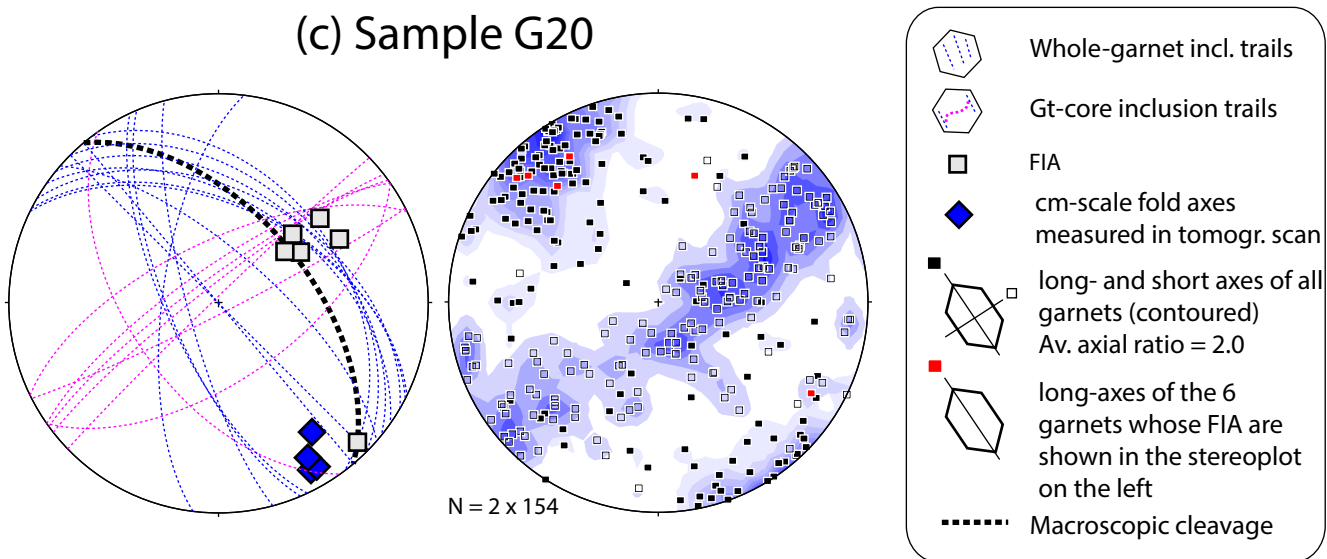 (c) Sample G20
N = 2 x 154
Whole-garnet incl. trails
Gt-core inclusion trails
FIA
cm-scale fold axes
measured in tomogr. scan
long- and short axes of all
garnets (contoured)
Av. axial ratio = 2.0
long-axes of the 6
garnets whose FIA are
shown in the stereoplot
on the left
Macroscopic cleavage